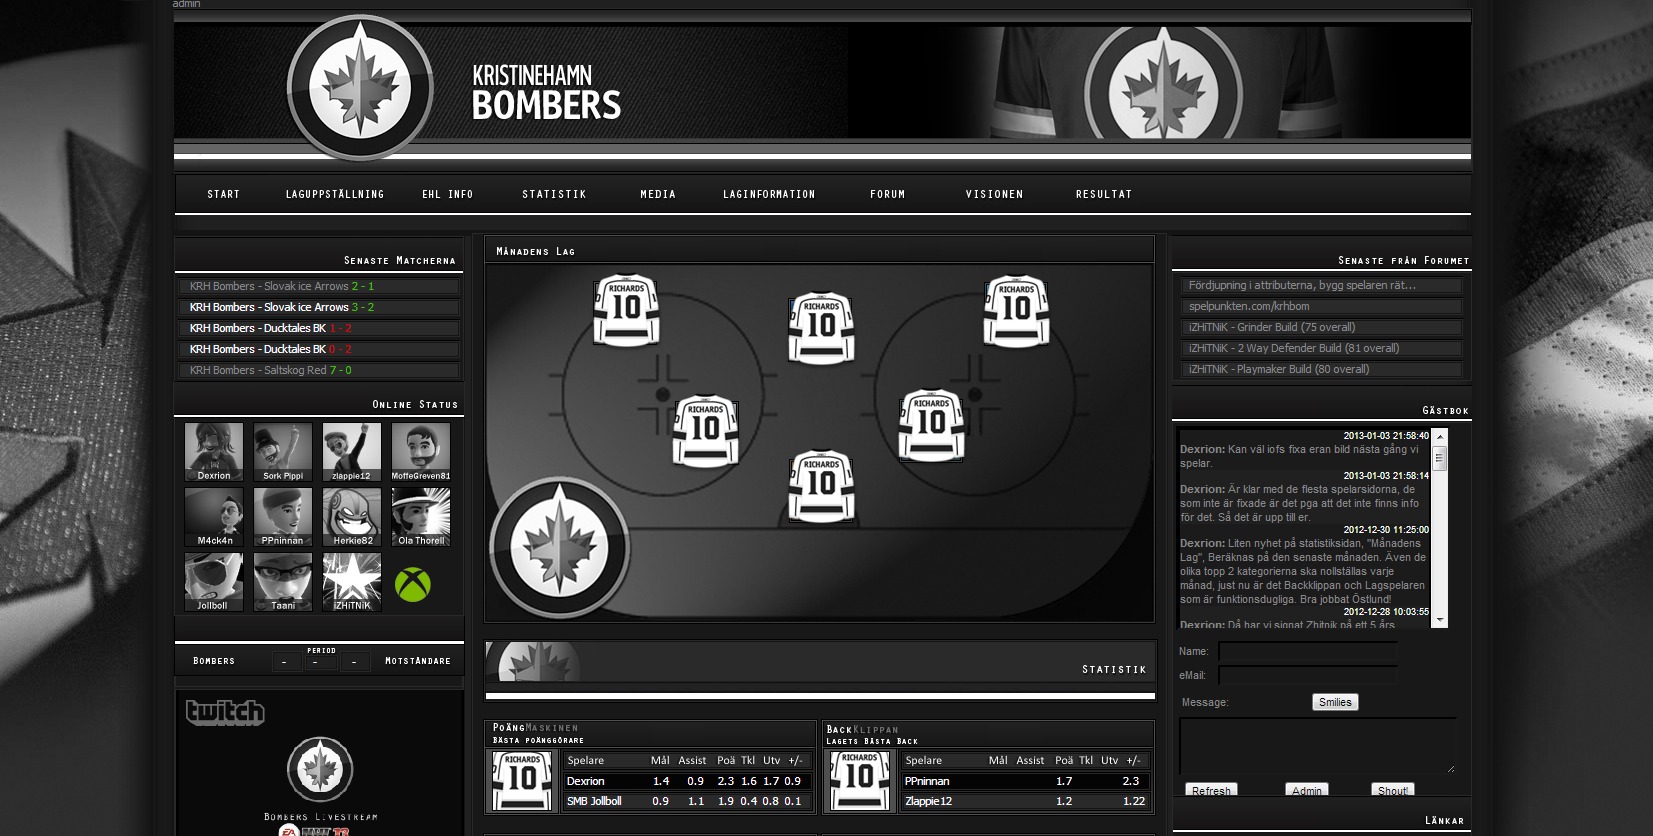 admin
KRISTINEHAMN
BOMBERS
START LAGUPPSTÄLLNING EHL INFO STATISTIK MEDIA LAGINFORMATION FORUM VISIONEN RESULTAT
Senaste Matcherna
KRH Bombers - Slovak ice Arrows 2 - 1
KRH Bombers - Slovak ice Arrows 3 - 2
KRH Bombers - Ducktales BK 1 - 2
KRH Bombers - Ducktales BK 0 - 2
KRH Bombers - Saltskog Red 7 - 0
Online Status
Dexrion Sork Pippi zlappie12 MoffeGreven81
M4ck4n PPninnan Herkie82 Ola Thorell
Jollboll Taani iZHiTNiK
Bombers - PERIOD - - Motståndare
twitch
Bombers Livestream
EA
Månadens Lag
RICHARDS
10
RICHARDS
10
RICHARDS
10
RICHARDS
10
RICHARDS
10
RICHARDS
10
Statistik
PoängMaskinen
Bästa poänggörare
RICHARDS
10
Spelare Mål Assist Poä Tkl Utv +/-
Dexrion 1.4 0.9 2.3 1.6 1.7 0.9
SMB Jollboll 0.9 1.1 1.9 0.4 0.8 0.1
BackKlippan
Lagets Bästa Back
RICHARDS
10
Spelare Mål Assist Poä Tkl Utv +/-
PPninnan 1.7 2.3
Zlappie12 1.2 1.22
Senaste från Forumet
Fördjupning i attributerna, bygg spelaren rät...
spelpunkten.com/krhbom
iZHiTNiK - Grinder Build (75 overall)
iZHiTNiK - 2 Way Defender Build (81 overall)
iZHiTNiK - Playmaker Build (80 overall)
Gästbok
2013-01-03 21:58:40
Dexrion: Kan väl iofs fixa eran bild nästa gång vi
spelar.
2013-01-03 21:58:14
Dexrion: Är klar med de flesta spelarsidorna, de
som inte är fixade är det pga att det inte finns info
för det. Så det är upp till er.
2012-12-30 11:25:00
Dexrion: Liten nyhet på statistiksidan, "Månadens
Lag", Beräknas på den senaste månaden. Även de
olika topp 2 kategorierna ska nollställas varje
månad, just nu är det Backklippan och Lagspelaren
som är funktionsdugliga. Bra jobbat Östlund!
2012-12-28 10:03:55
Dexrion: Då har vi signat Zhitnik på ett 5 års
Name:
eMail:
Message: Smilies
Refresh Admin Shout!
Länkar